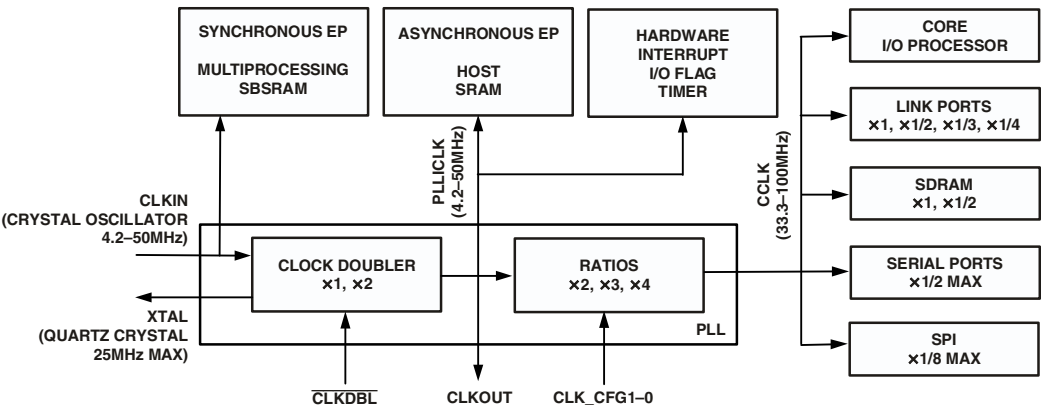 SYNCHRONOUS EP
MULTIPROCESSING
SBSRAM
ASYNCHRONOUS EP
HOST
SRAM
HARDWARE
INTERRUPT
I/O FLAG
TIMER
CORE
I/O PROCESSOR
LINK PORTS
×1, ×1/2, ×1/3, ×1/4
SDRAM
×1, ×1/2
SERIAL PORTS
×1/2 MAX
SPI
×1/8 MAX
PLLICLK
(4.2–50MHz)
CCLK
(33.3–100MHz)
CLKIN
(CRYSTAL OSCILLATOR
4.2–50MHz)
XTAL
(QUARTZ CRYSTAL
25MHz MAX)
CLOCK DOUBLER
×1, ×2
RATIOS
×2, ×3, ×4
PLL
CLKDBL
CLKOUT
CLK_CFG1–0